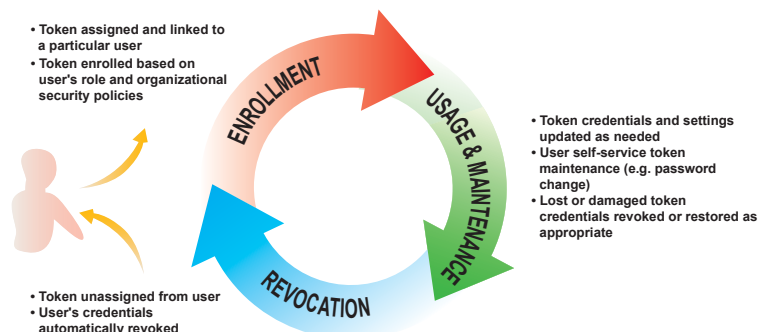 • Token assigned and linked to
a particular user
• Token enrolled based on
user's role and organizational
security policies
ENROLLMENT
USAGE & MAINTENANCE
• Token credentials and settings
updated as needed
• User self-service token
maintenance (e.g. password
change)
• Lost or damaged token
credentials revoked or restored as
appropriate
REVOCATION
• Token unassigned from user
• User's credentials
automatically revoked